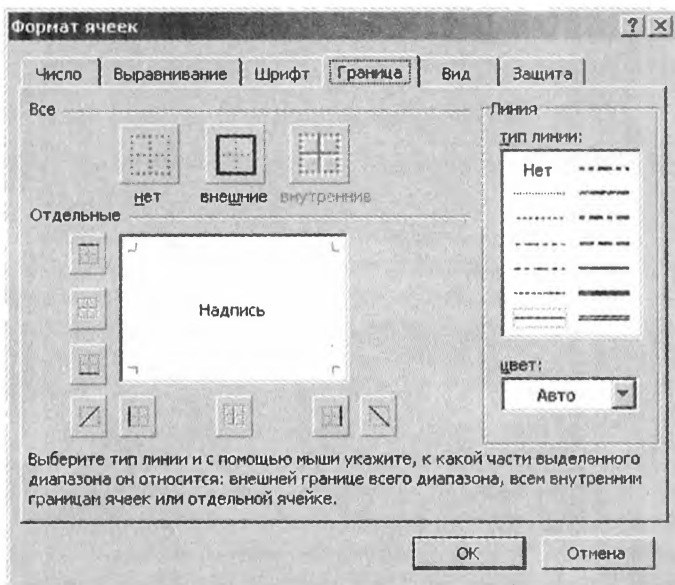 Формат ячеек
Число Выравнивание Шрифт Граница Вид Защита
Все
нет внешние внутренние
Отдельные
Надпись
Линия
тип линии:
Нет
цвет:
Авто
Выберите тип линии и с помощью мыши укажите, к какой части выделенного
диапазона он относится: внешней границе всего диапазона, всем внутренним
границам ячеек или отдельной ячейке.
ОК Отмена